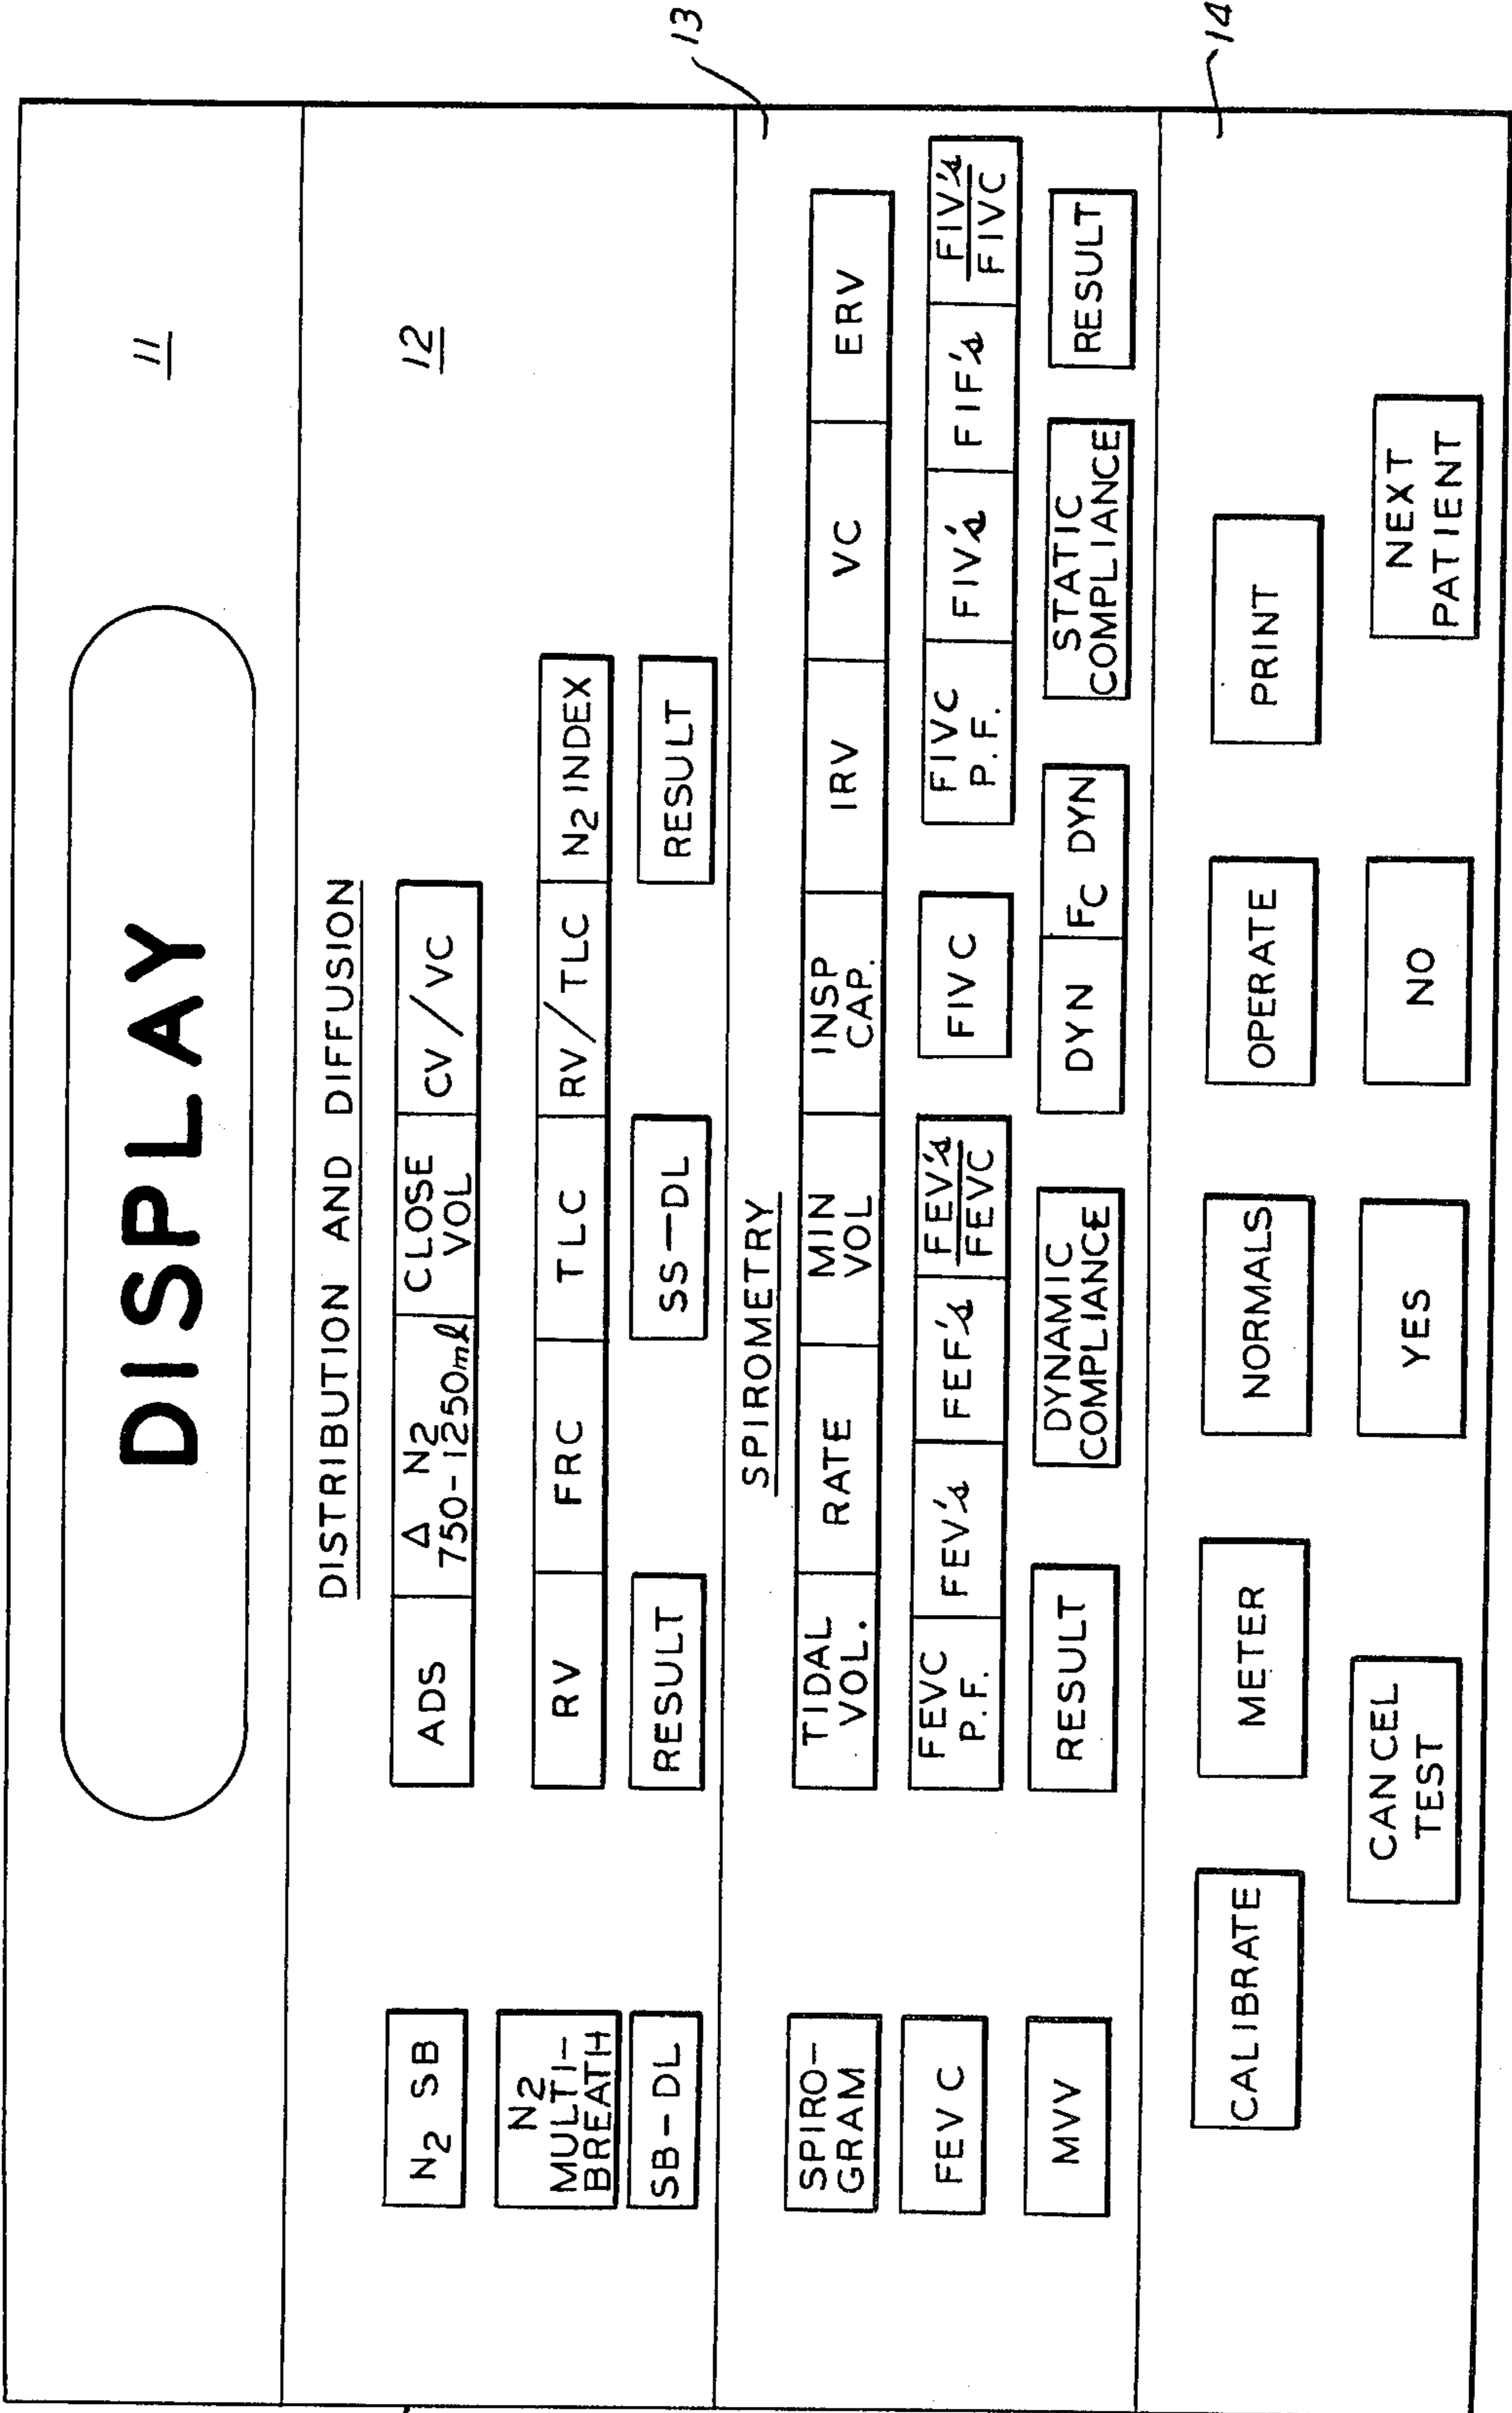 DISPLAY
11
DISTRIBUTION AND DIFFUSION
12
N2 SB
ADS
Δ N2
750-1250ml
CLOSE
VOL
CV/VC
N2
MULTI-
BREATH
RV
FRC
TLC
RV/TLC
N2 INDEX
SB-DL
RESULT
SS-DL
RESULT
13
SPIROMETRY
SPIRO-
GRAM
TIDAL
VOL.
RATE
MIN
VOL
INSP
CAP.
IRV
VC
ERV
FEVC
FEVC
P.F.
FEV's
FEF's
FEV's
FEVC
FIVC
FIVC
P.F.
FIV's
FIF's
FIV's
FIVC
MVV
RESULT
DYNAMIC
COMPLIANCE
DYN
FC DYN
STATIC
COMPLIANCE
RESULT
14
CALIBRATE
METER
NORMALS
OPERATE
PRINT
CANCEL
TEST
YES
NO
NEXT
PATIENT